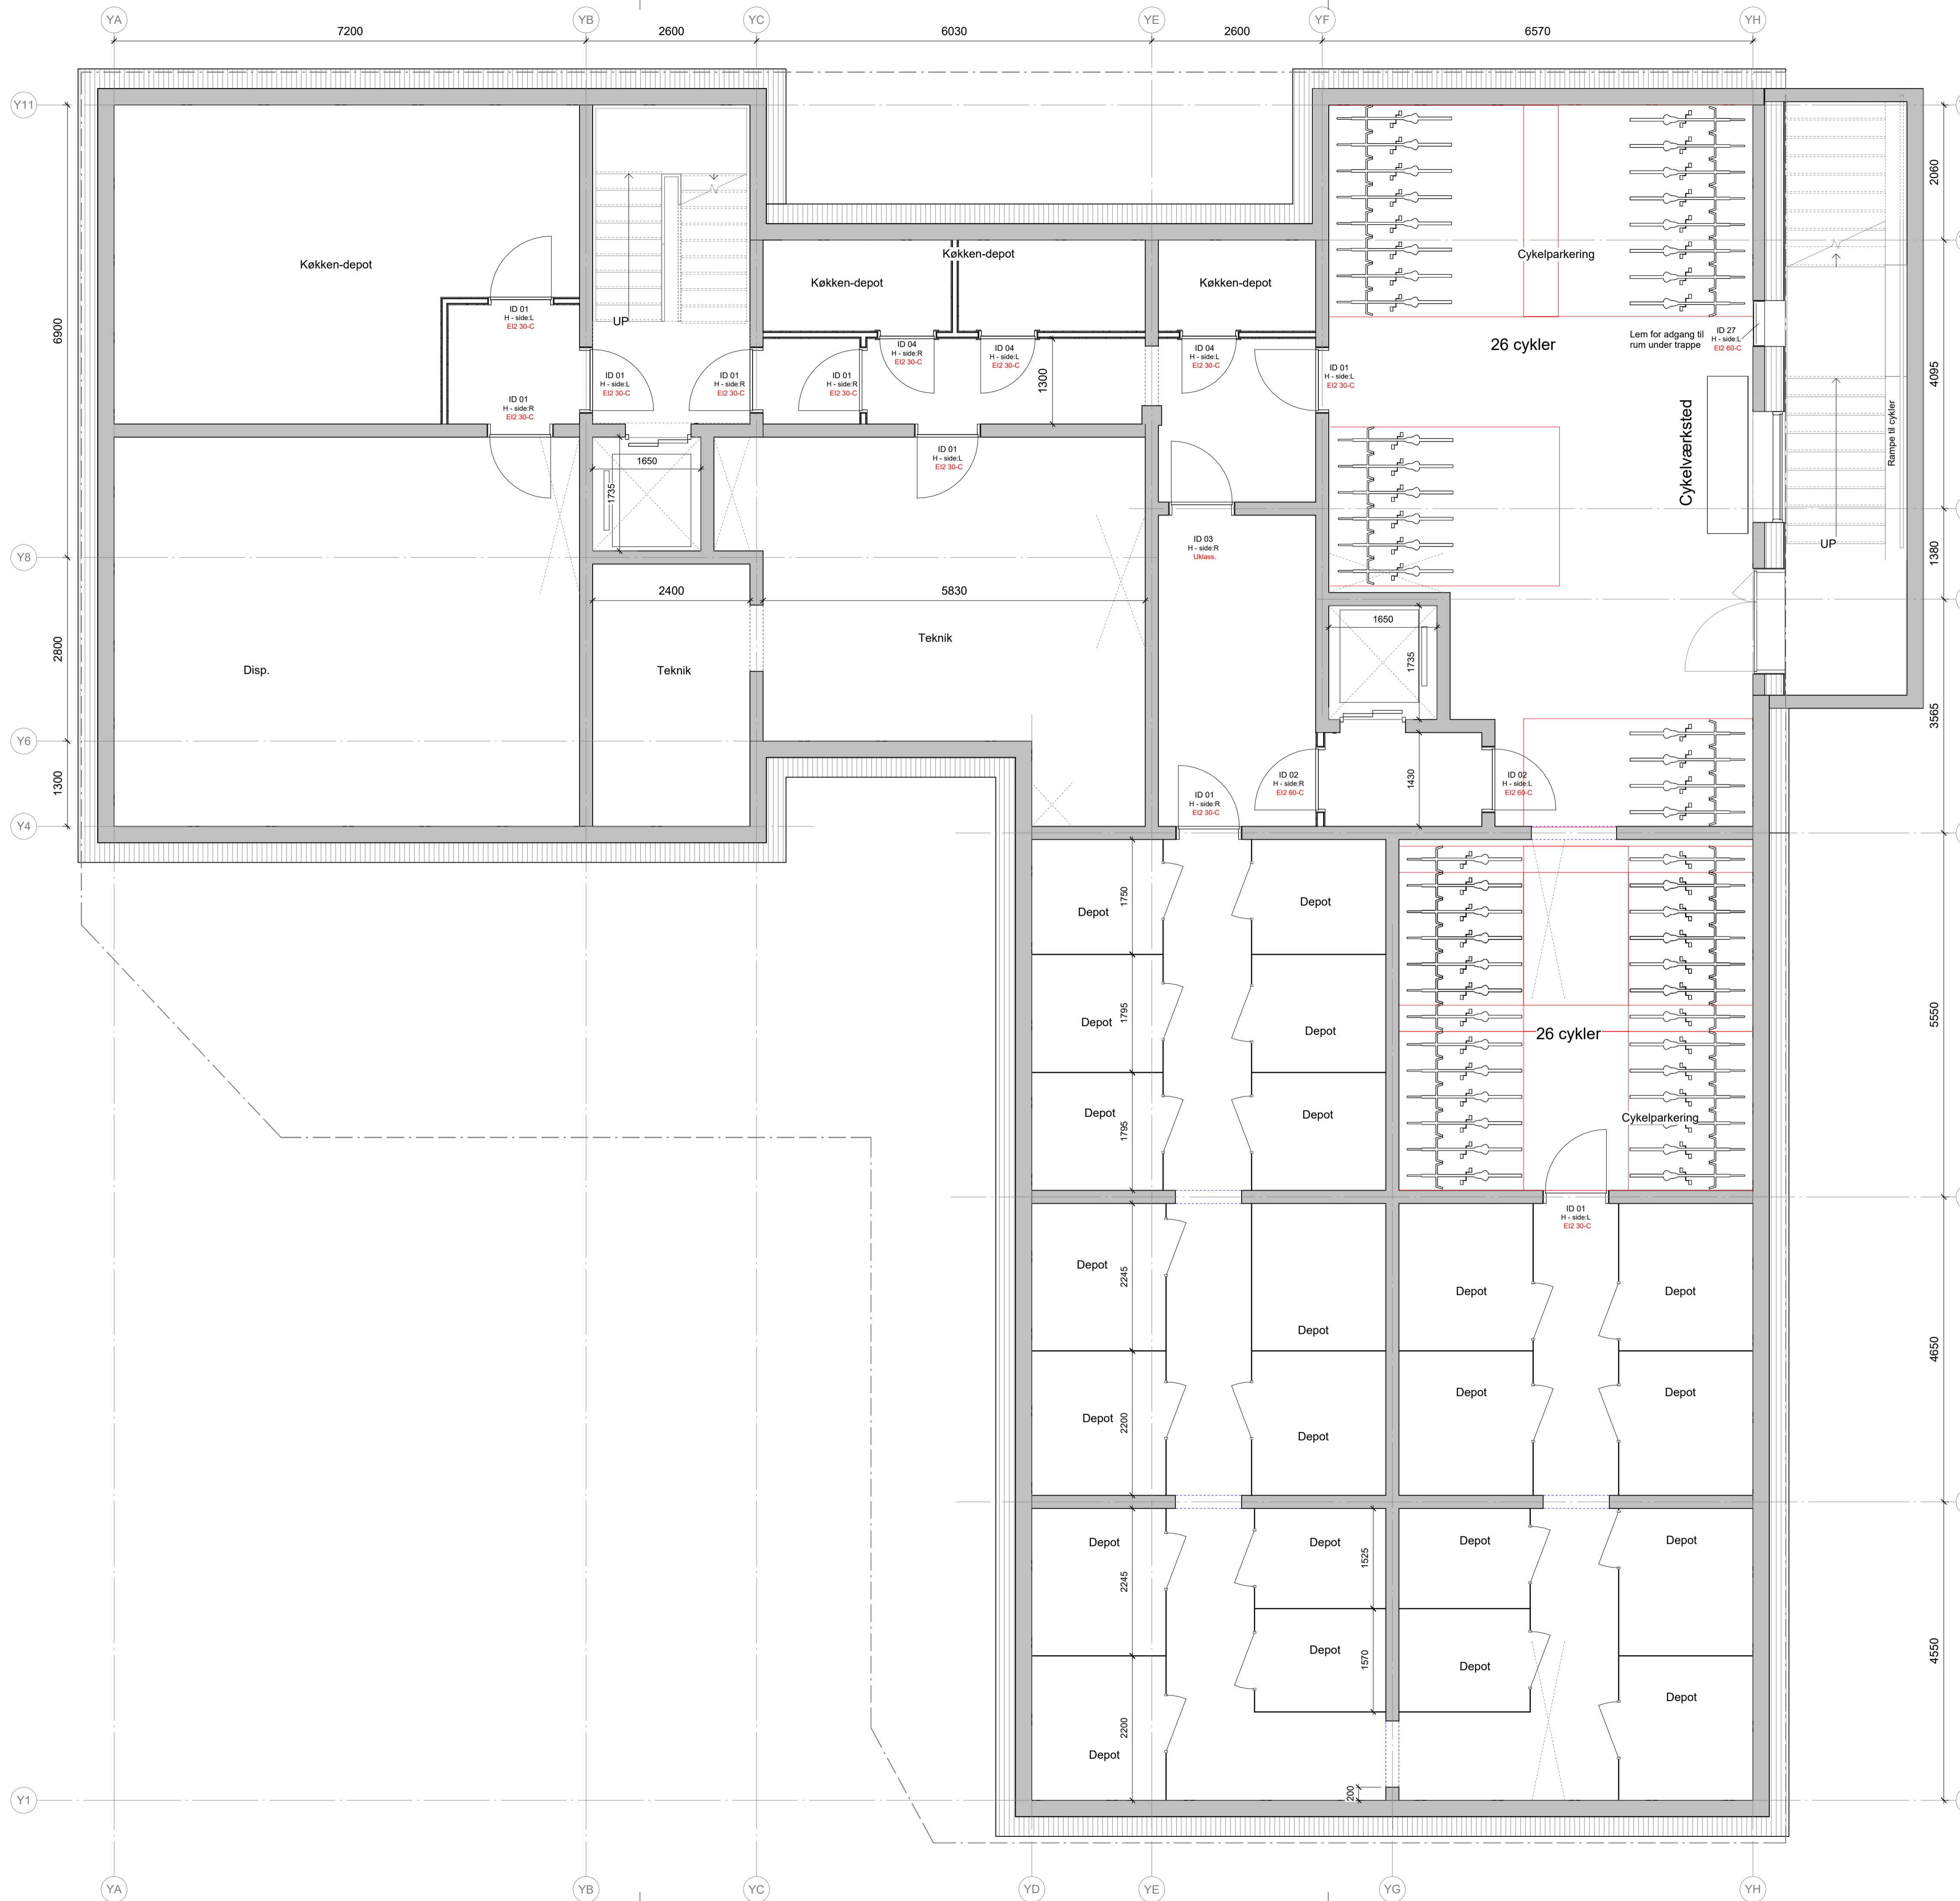 YA YB YC YE YF YH
7200 2600 6030 2600 6570
Y11
6900
Y8
2800
Y6
1300
Y4
Y1
2060
4095
1380
3565
5550
4650
4550
Køkken-depot
ID 01
H - side:L
EI2 30-C
ID 01
H - side:R
EI2 30-C
UP
ID 01
H - side:L
EI2 30-C
ID 01
H - side:R
EI2 30-C
Køkken-depot
Køkken-depot
Køkken-depot
ID 01
H - side:R
EI2 30-C
ID 04
H - side:R
EI2 30-C
ID 04
H - side:L
EI2 30-C
1300
ID 04
H - side:L
EI2 30-C
ID 01
H - side:L
EI2 30-C
ID 01
H - side:L
EI2 30-C
Cykelparkering
26 cykler
Lem for adgang til
rum under trappe
ID 27
H - side:L
EI2 60-C
Cykelværksted
Rampe til cykler
UP
1650
1735
ID 03
H - side:R
Uklass.
2400
5830
Teknik
Teknik
Disp.
1650
1735
1430
ID 02
H - side:R
EI2 60-C
ID 02
H - side:L
EI2 60-C
ID 01
H - side:R
EI2 30-C
Depot
1750
Depot
Depot
1795
Depot
26 cykler
Depot
1795
Depot
Cykelparkering
ID 01
H - side:L
EI2 30-C
Depot
2245
Depot
Depot
Depot
Depot
2200
Depot
Depot
Depot
Depot
2245
Depot
1525
Depot
Depot
Depot
1570
Depot
Depot
Depot
2200
200
YA YB YC YD YE YG YH